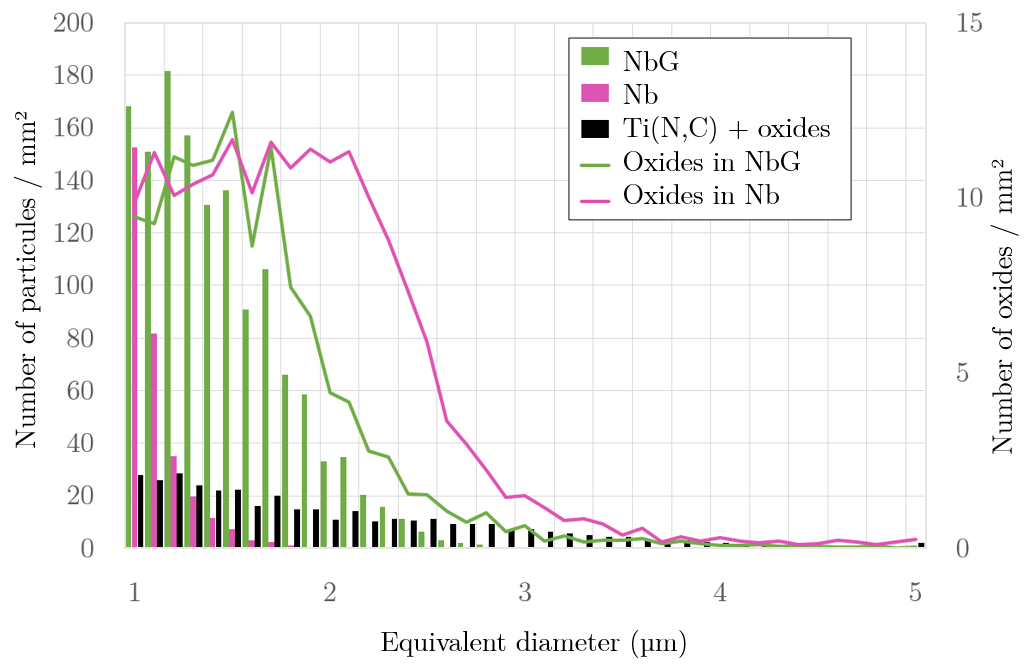 200
180
160
140
120
100
80
60
40
20
0
Number of particules / mm²
15
10
5
0
Number of oxides / mm²
NbG
Nb
Ti(N,C) + oxides
Oxides in NbG
Oxides in Nb
1 2 3 4 5
Equivalent diameter (µm)